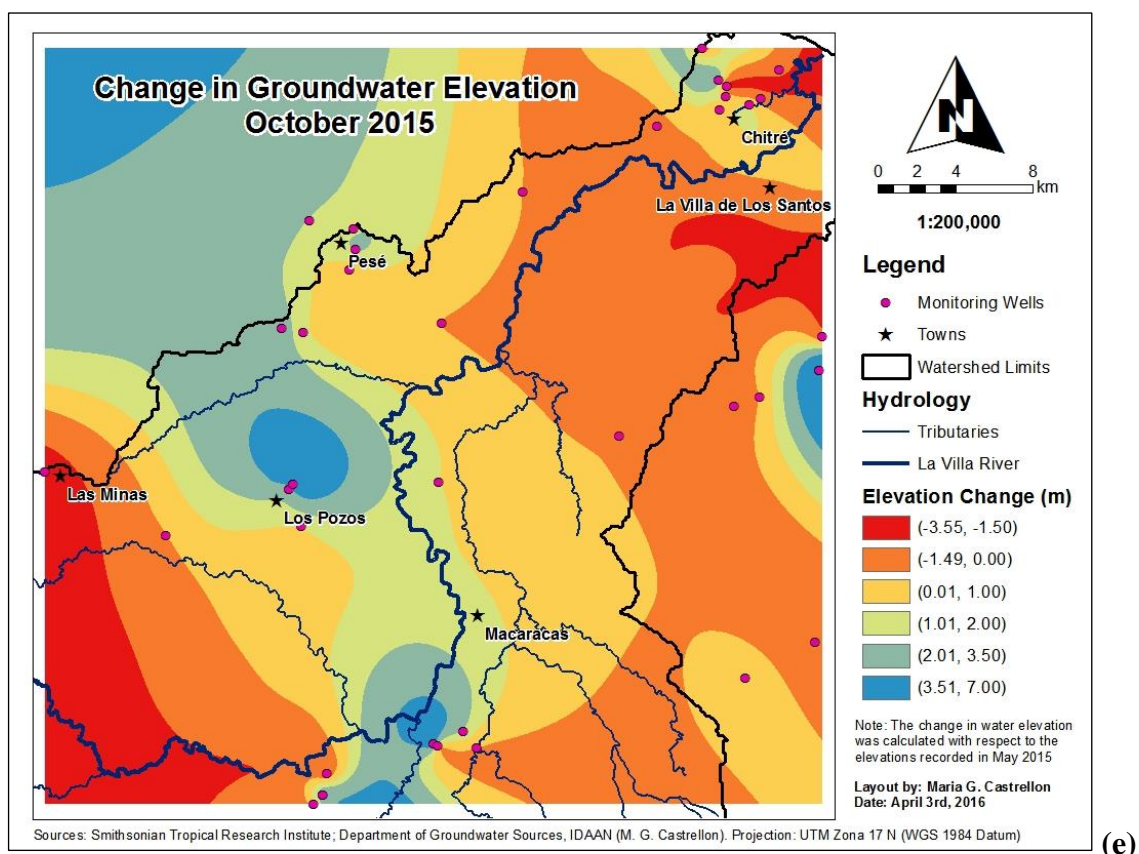 Change in Groundwater Elevation
October 2015
Chitré
La Villa de Los Santos
Pesé
Las Minas
Los Pozos
Macaracas
N
0 2 4 8
km
1:200,000
Legend
Monitoring Wells
Towns
Watershed Limits
Hydrology
Tributaries
La Villa River
Elevation Change (m)
(-3.55, -1.50)
(-1.49, 0.00)
(0.01, 1.00)
(1.01, 2.00)
(2.01, 3.50)
(3.51, 7.00)
Note: The change in water elevation
was calculated with respect to the
elevations recorded in May 2015
Layout by: Maria G. Castrellon
Date: April 3rd, 2016
Sources: Smithsonian Tropical Research Institute; Department of Groundwater Sources, IDAAN (M. G. Castrellon). Projection: UTM Zona 17 N (WGS 1984 Datum)
(e)